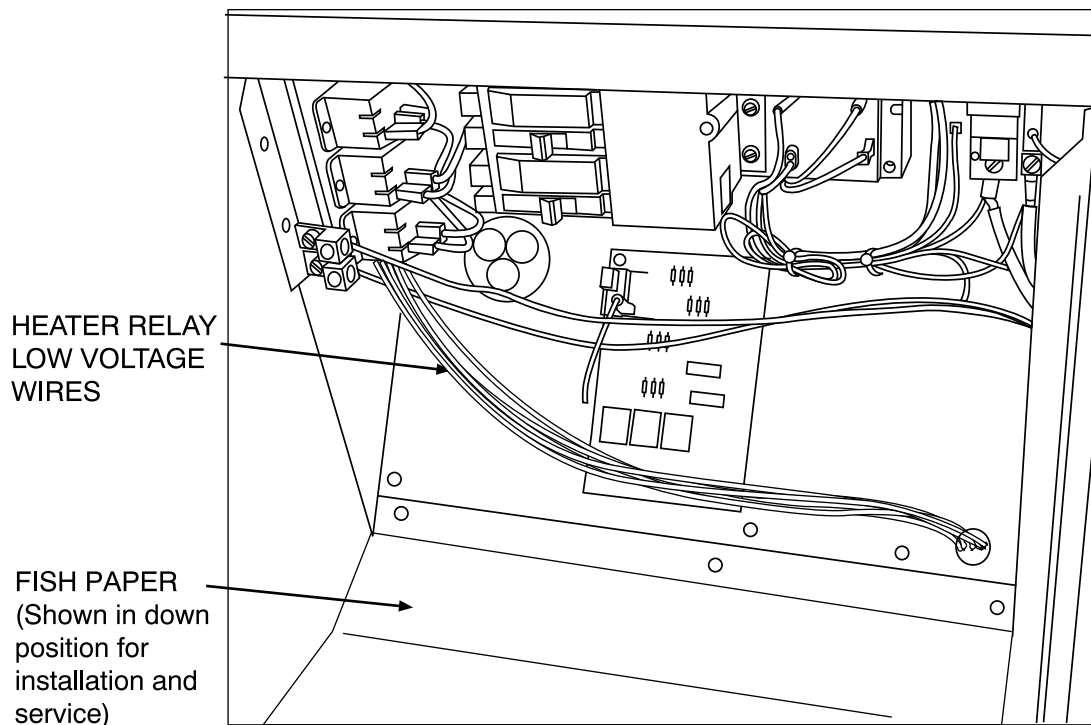 HEATER RELAY
LOW VOLTAGE
WIRES
FISH PAPER
(Shown in down
position for
installation and
service)